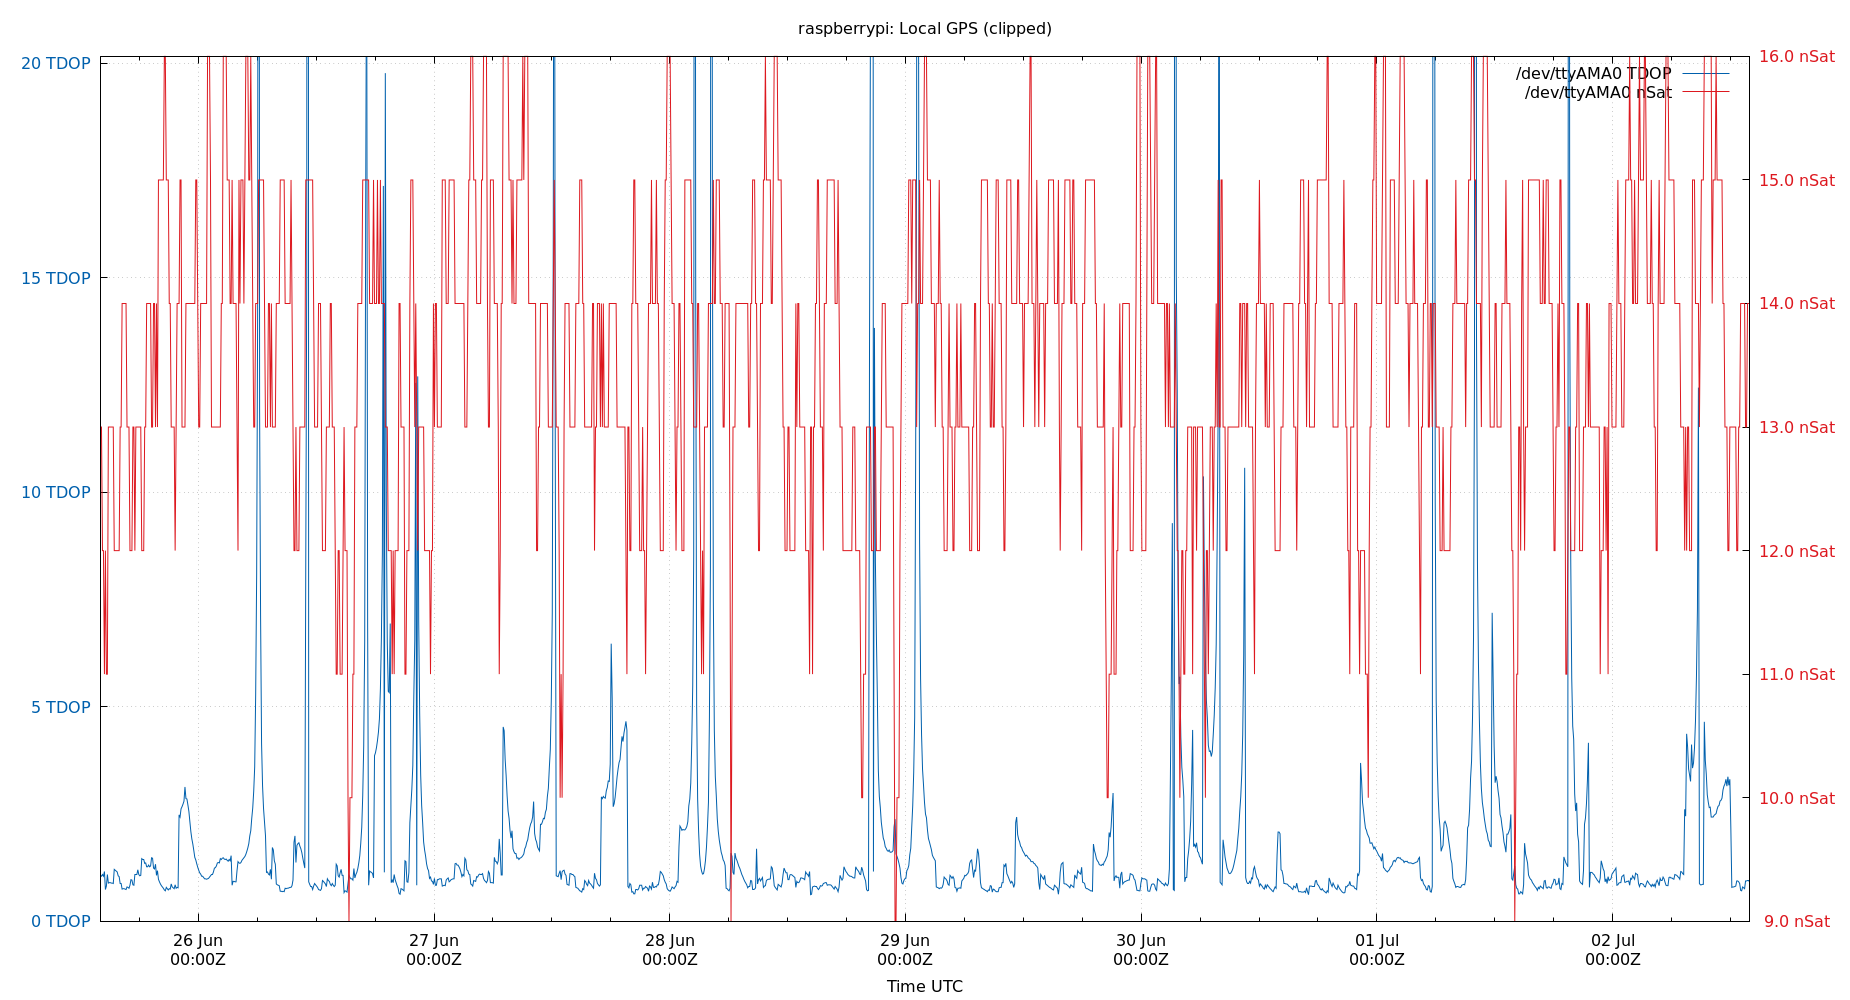 raspberrypi: Local GPS (clipped)
20 TDOP
15 TDOP
10 TDOP
5 TDOP
0 TDOP
16.0 nSat
15.0 nSat
14.0 nSat
13.0 nSat
12.0 nSat
11.0 nSat
10.0 nSat
9.0 nSat
/dev/ttyAMA0 TDOP
/dev/ttyAMA0 nSat
26 Jun 27 Jun 28 Jun 29 Jun 30 Jun 01 Jul 02 Jul
00:00Z 00:00Z 00:00Z 00:00Z 00:00Z 00:00Z 00:00Z
Time UTC